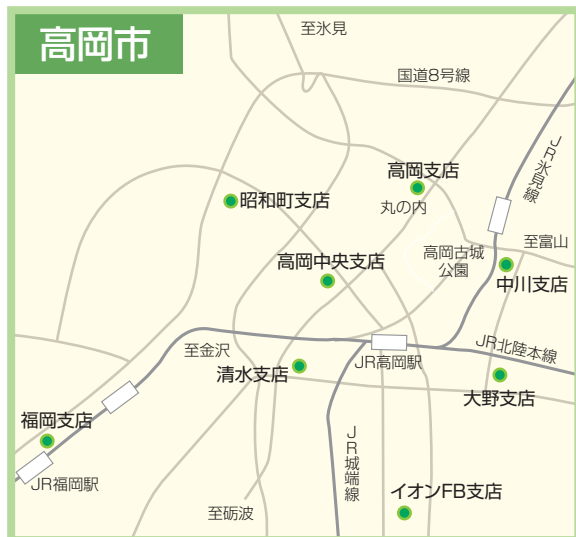 高岡市
至氷見
国道8号線
JR氷見線
高岡支店
昭和町支店
丸の内
至富山
高岡古城
公園
高岡中央支店
中川支店
至金沢
JR北陸本線
JR高岡駅
清水支店
大野支店
福岡支店
JR城端線
JR福岡駅
イオンFB支店
至砺波